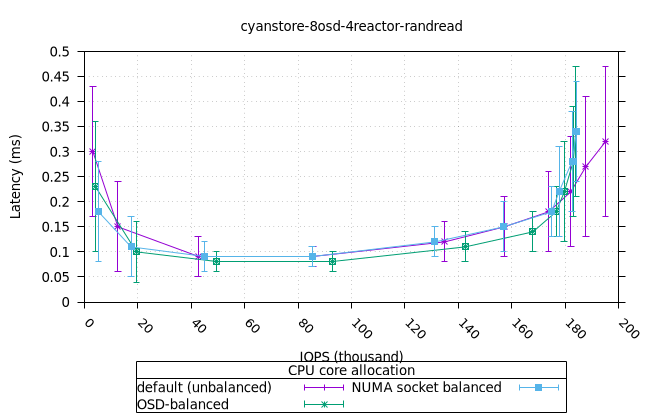 cyanstore-8osd-4reactor-randread
0.5
0.45
0.4
0.35
0.3
0.25
0.2
0.15
0.1
0.05
0
Latency (ms)
0 20 40 60 80 100 120 140 160 180 200
IOPS (thousand)
CPU core allocation
default (unbalanced) NUMA socket balanced
OSD-balanced